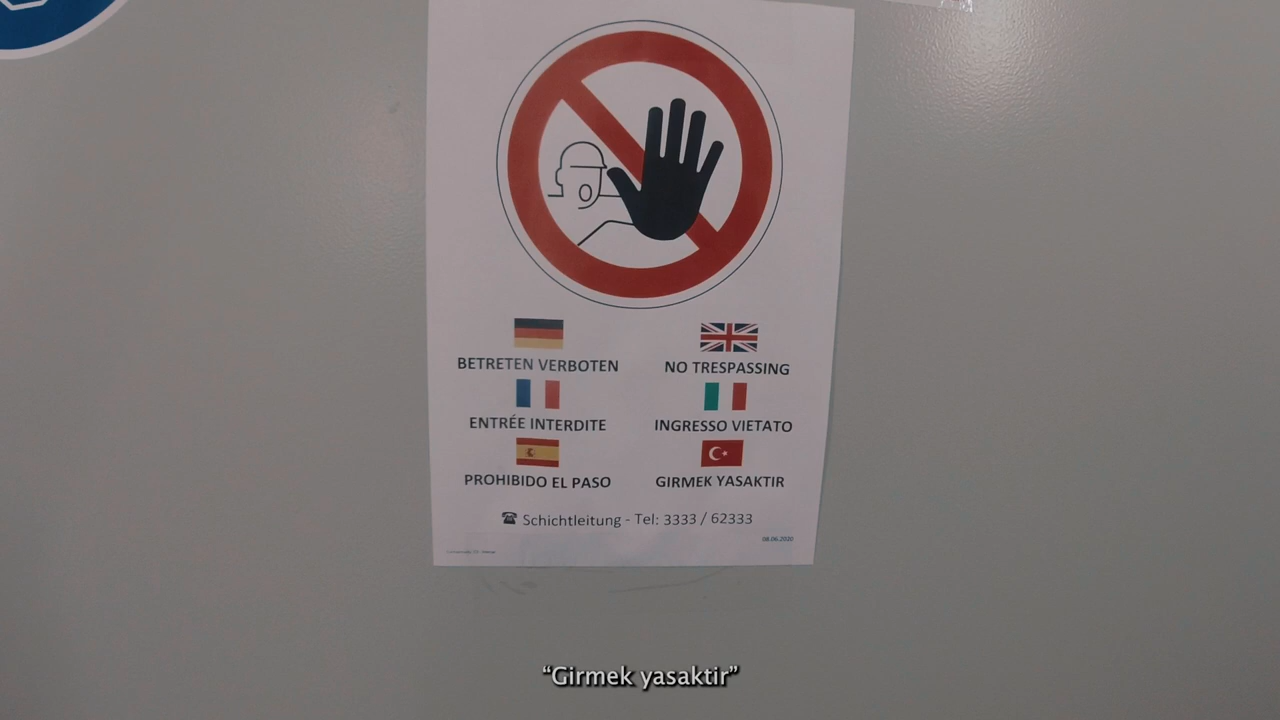 BETRETEN VERBOTEN
NO TRESPASSING
ENTRÉE INTERDITE
INGRESSO VIETATO
PROHIBIDO EL PASO
GIRMEK YASAKTIR
☎ Schichtleitung - Tel: 3333 / 62333
08.06.2020
“Girmek yasaktir”